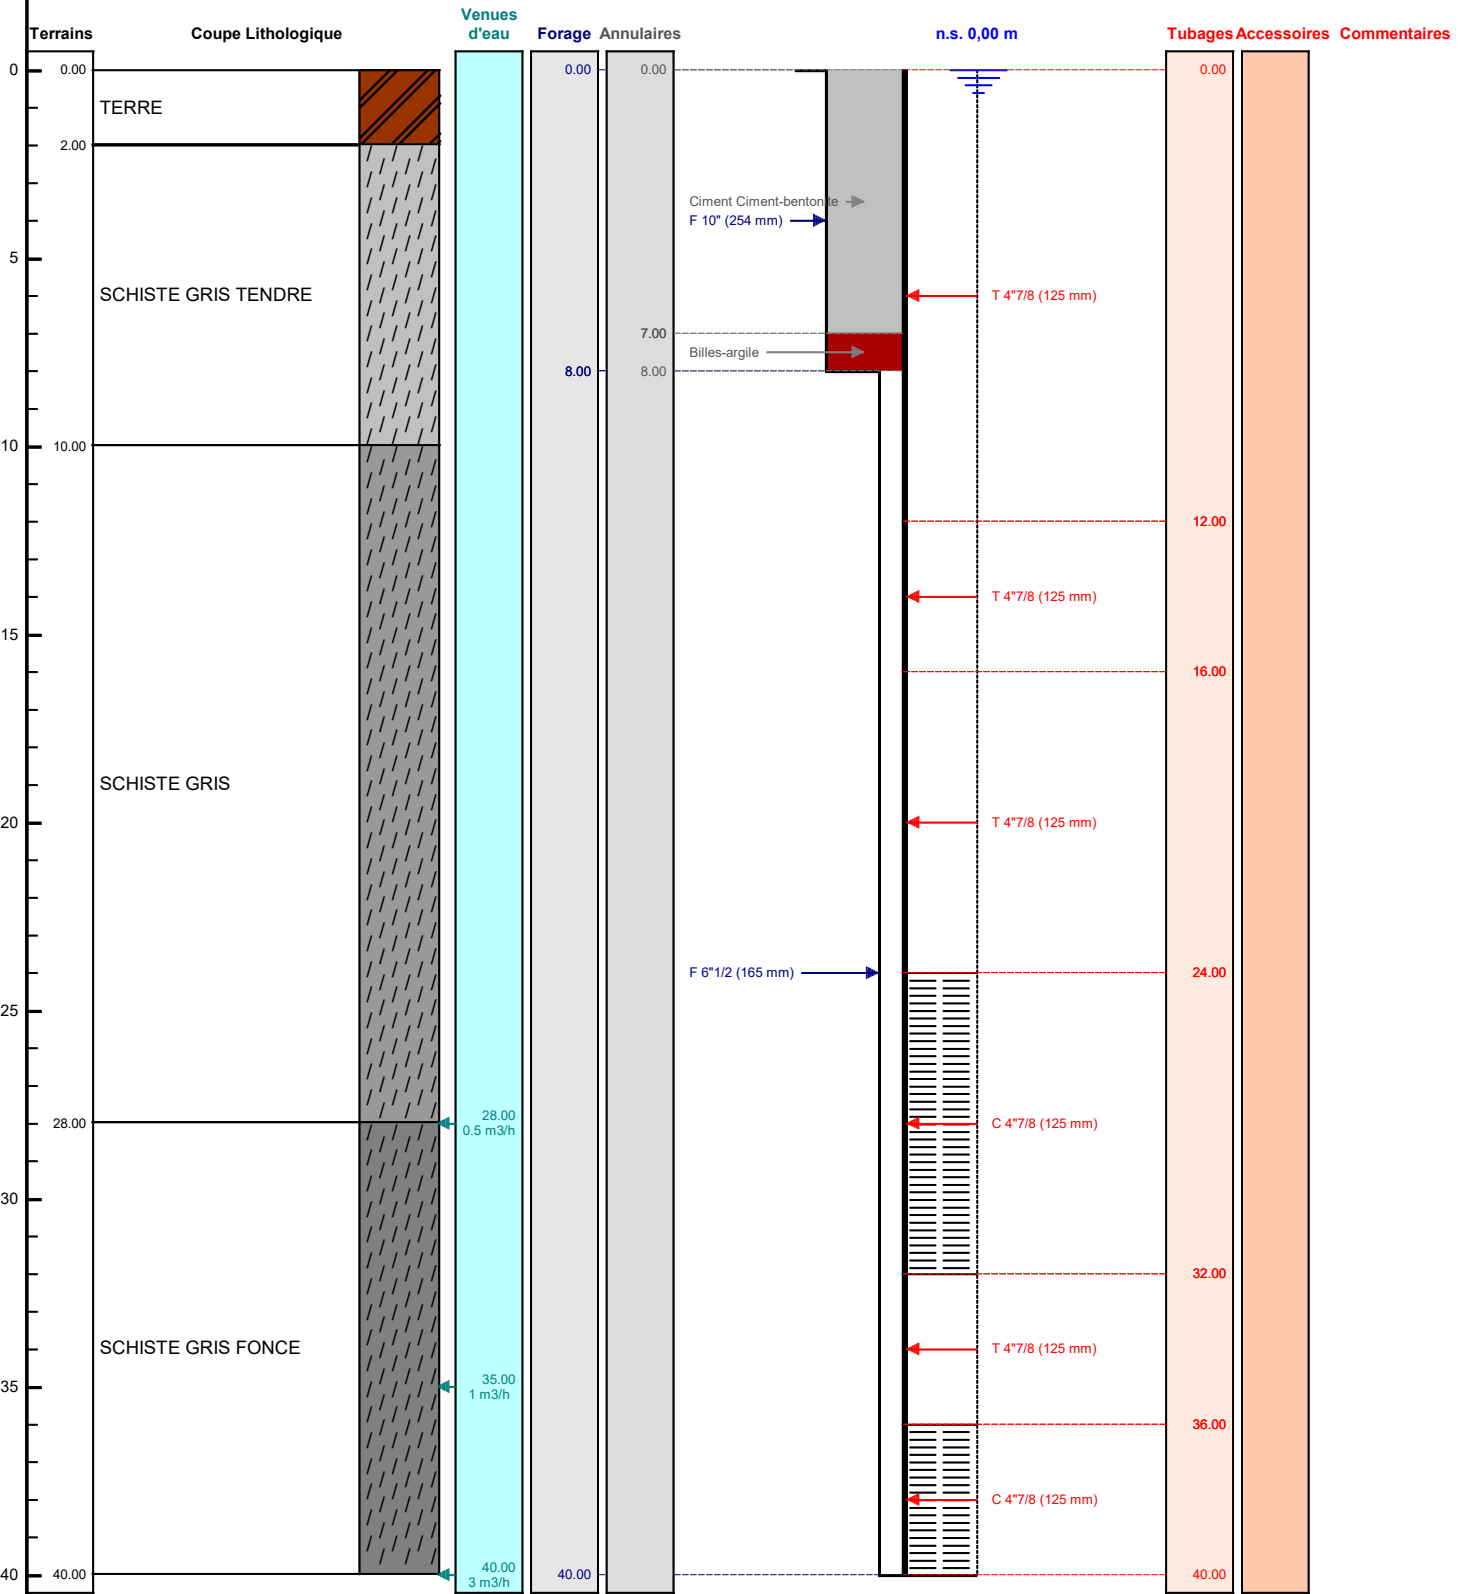 Venues
d'eau
Terrains
Coupe Lithologique
Forage
Annulaires
n.s. 0,00 m
Tubages
Accessoires
Commentaires
0
0.00
0.00
0.00
0.00
TERRE
2.00
Ciment Ciment-bentonite
F 10" (254 mm)
5
SCHISTE GRIS TENDRE
T 4"7/8 (125 mm)
7.00
Billes-argile
8.00
8.00
10
10.00
12.00
T 4"7/8 (125 mm)
15
16.00
SCHISTE GRIS
20
T 4"7/8 (125 mm)
F 6"1/2 (165 mm)
24.00
25
28.00
28.00
0.5 m3/h
C 4"7/8 (125 mm)
30
32.00
SCHISTE GRIS FONCE
T 4"7/8 (125 mm)
35
35.00
1 m3/h
36.00
C 4"7/8 (125 mm)
40
40.00
40.00
3 m3/h
40.00
40.00